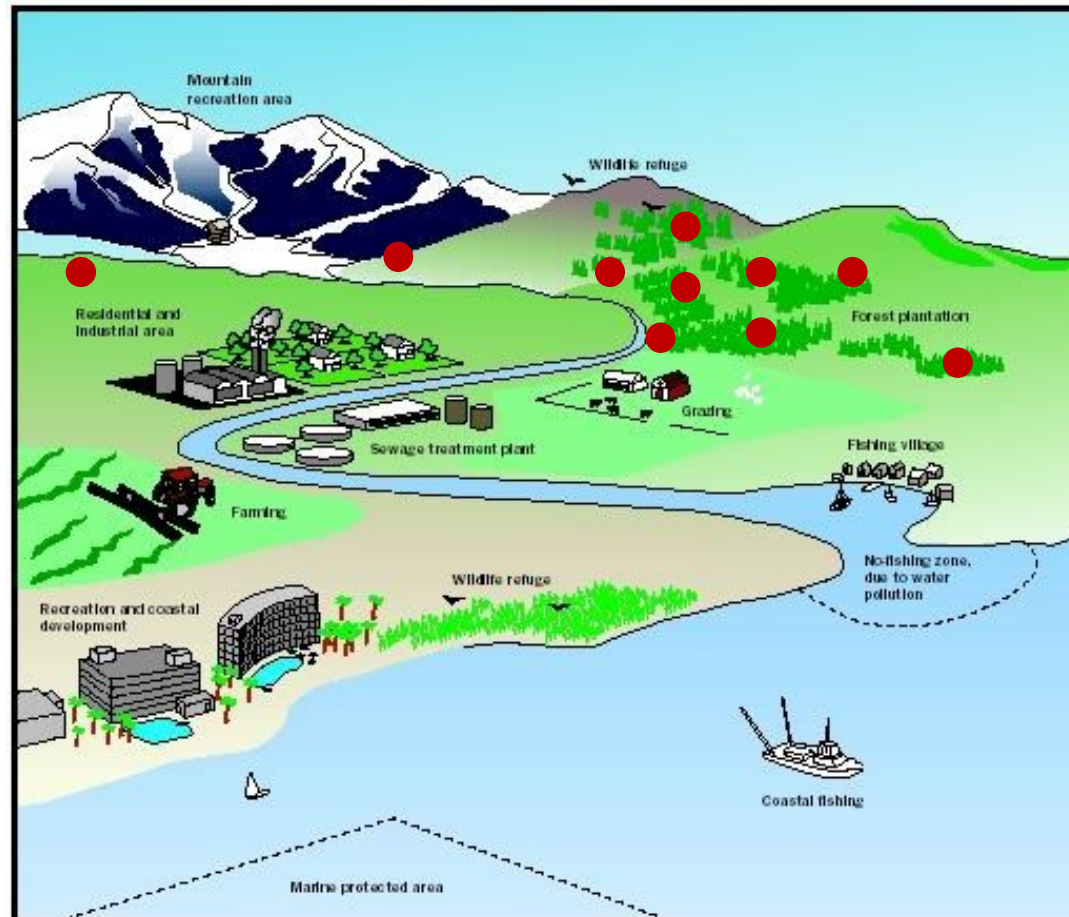 Mountain
recreation area
Wildlife refuge
Residential and
industrial area
Forest plantation
Grazing
Sewage treatment plant
Fishing village
Farming
No-fishing zone,
due to water
pollution
Wildlife refuge
Recreation and coastal
development
Coastal fishing
Marine protected area